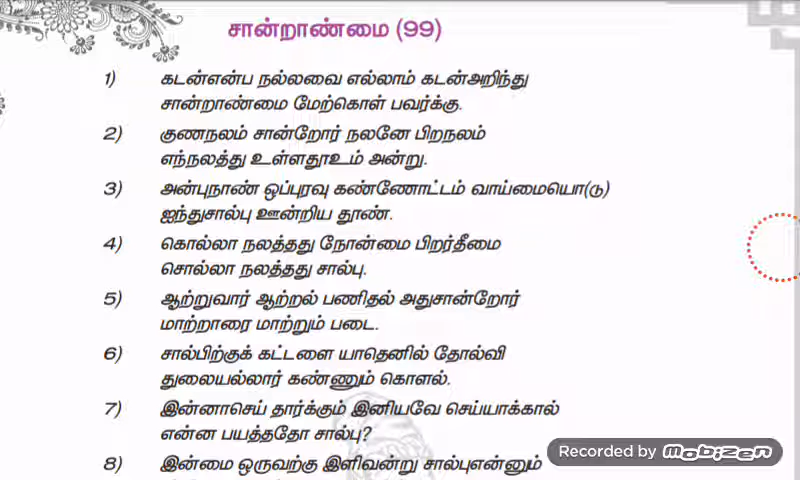 சான்றாண்மை (99)
1) கடன்என்ப நல்லவை எல்லாம் கடன்அறிந்து
சான்றாண்மை மேற்கொள் பவர்க்கு.
2) குணநலம் சான்றோர் நலனே பிறநலம்
எந்நலத்து உள்ளதூஉம் அன்று.
3) அன்புநாண் ஒப்புரவு கண்ணோட்டம் வாய்மையொ(டு)
ஐந்துசால்பு ஊன்றிய தூண்.
4) கொல்லா நலத்தது நோன்மை பிறர்தீமை
சொல்லா நலத்தது சால்பு.
5) ஆற்றுவார் ஆற்றல் பணிதல் அதுசான்றோர்
மாற்றாரை மாற்றும் படை.
6) சால்பிற்குக் கட்டளை யாதெனில் தோல்வி
துலையல்லார் கண்ணும் கொளல்.
7) இன்னாசெய் தார்க்கும் இனியவே செய்யாக்கால்
என்ன பயத்ததோ சால்பு?
8) இன்மை ஒருவற்கு இளிவன்று சால்புஎன்னும்
Recorded by mobizen